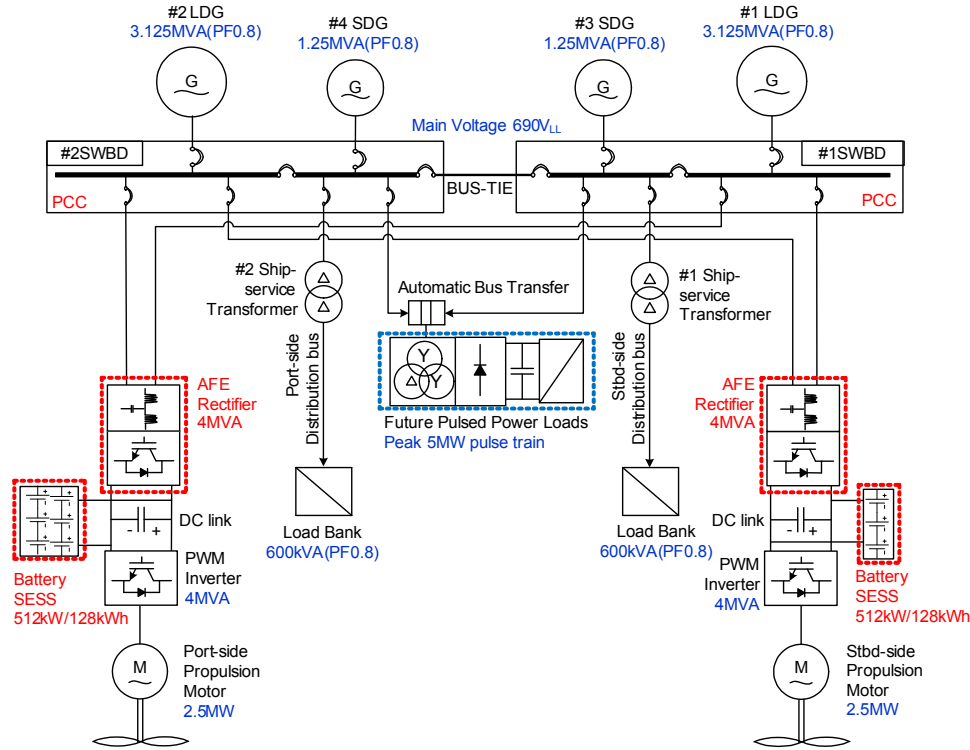 #2 LDG
3.125MVA(PF0.8)
#4 SDG
1.25MVA(PF0.8)
#3 SDG
1.25MVA(PF0.8)
#1 LDG
3.125MVA(PF0.8)
G
G
G
G
Main Voltage 690VLL
#2SWBD
#1SWBD
BUS-TIE
PCC
PCC
#2 Ship-
service
Transformer
Δ
Δ
Automatic Bus Transfer
Δ
Δ
#1 Ship-
service
Transformer
Port-side
Distribution bus
Y
Δ
Y
Stbd-side
Distribution bus
Future Pulsed Power Loads
Peak 5MW pulse train
AFE
Rectifier
4MVA
AFE
Rectifier
4MVA
DC link
- +
Load Bank
600kVA(PF0.8)
Load Bank
600kVA(PF0.8)
DC link
- +
PWM
Inverter
4MVA
PWM
Inverter
4MVA
Battery
SESS
512kW/128kWh
Battery
SESS
512kW/128kWh
M
Port-side
Propulsion
Motor
2.5MW
M
Stbd-side
Propulsion
Motor
2.5MW